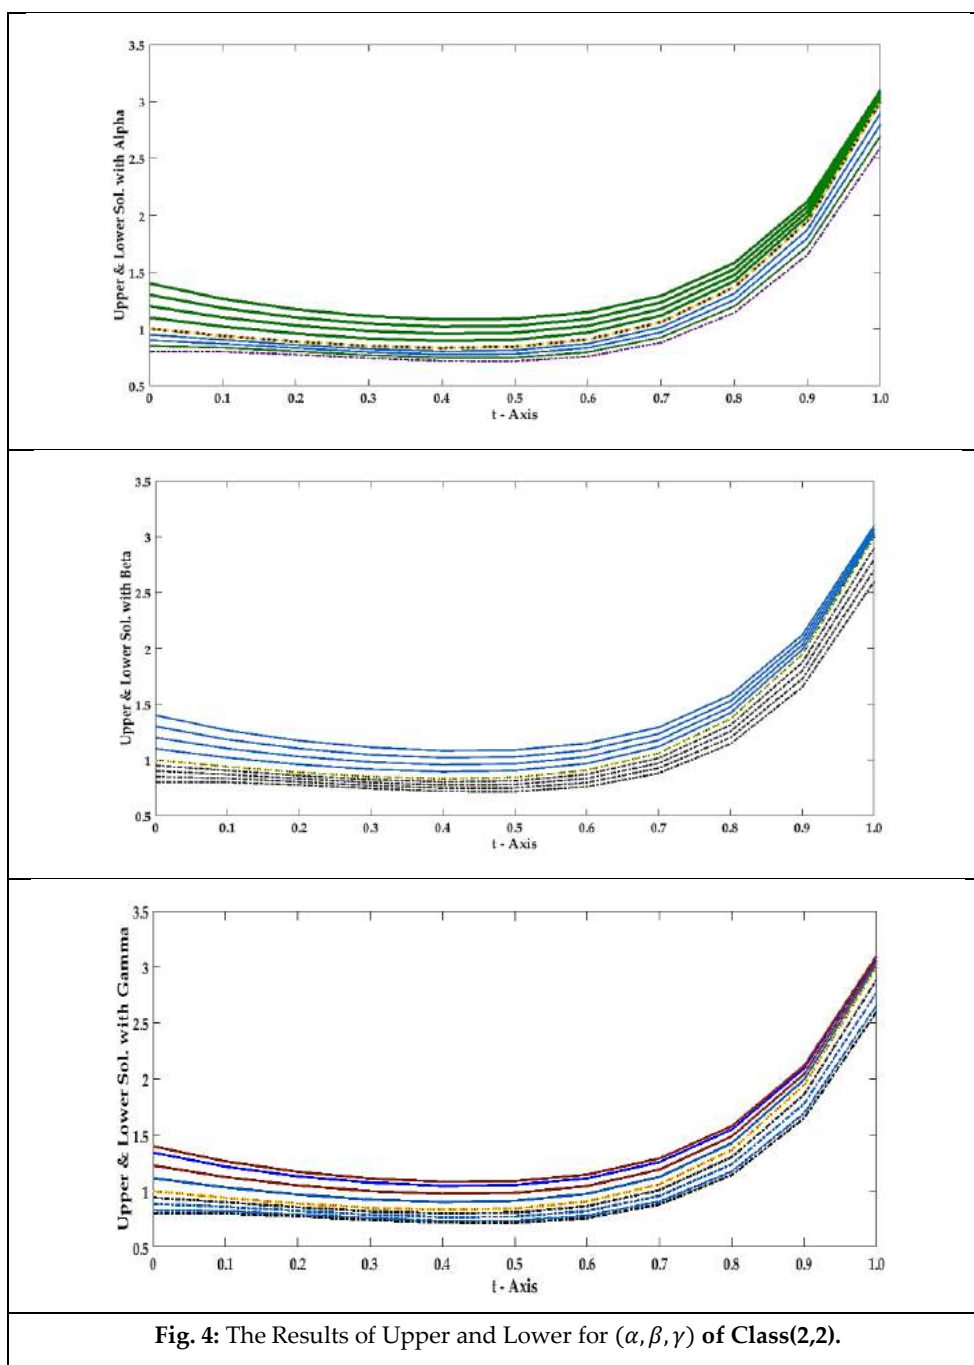 3.5
3
2.5
2
1.5
1
0.5
Upper & Lower Sol. with Alpha
0 0.1 0.2 0.3 0.4 0.5 0.6 0.7 0.8 0.9 1.0
t - Axis
3.5
3
2.5
2
1.5
1
0.5
Upper & Lower Sol. with Beta
0 0.1 0.2 0.3 0.4 0.5 0.6 0.7 0.8 0.9 1.0
t - Axis
3.5
3
2.5
2
1.5
1
0.5
Upper & Lower Sol. with Gamma
0 0.1 0.2 0.3 0.4 0.5 0.6 0.7 0.8 0.9 1.0
t - Axis
Fig. 4: The Results of Upper and Lower for (α, β, γ) of Class(2,2).